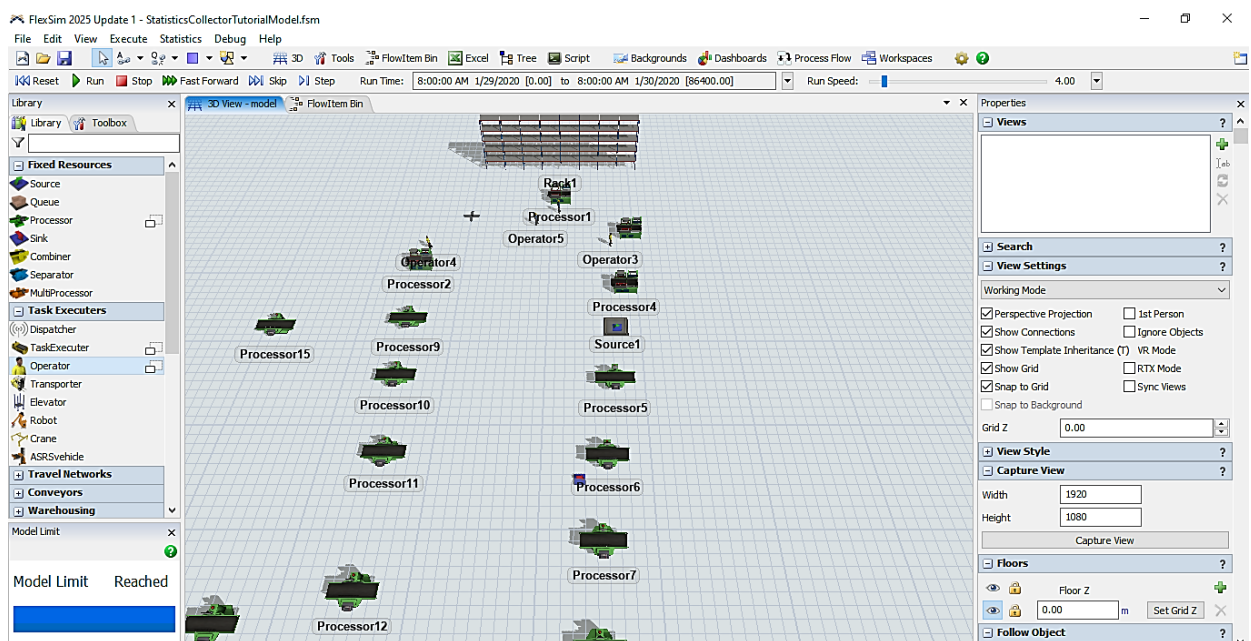 FlexSim 2025 Update 1 - StatisticsCollectorTutorialModel.fsm
File Edit View Execute Statistics Debug Help
3D Tools FlowItem Bin Excel Tree Script Backgrounds Dashboards Process Flow Workspaces
Reset Run Stop Fast Forward Skip Step Run Time: 8:00:00 AM 1/29/2020 [0.00] to 8:00:00 AM 1/30/2020 [86400.00] Run Speed: 4.00
Library
Library Toolbox
Fixed Resources
Source
Queue
Processor
Sink
Combiner
Separator
MultiProcessor
Task Executers
Dispatcher
TaskExecuter
Operator
Transporter
Elevator
Robot
Crane
ASRSvehicle
Travel Networks
Conveyors
Warehousing
Model Limit
Model Limit Reached
3D View - model FlowItem Bin
Rack1
Processor1
Operator5
Operator4
Operator3
Processor2
Processor4
Source1
Processor15
Processor9
Processor10
Processor5
Processor11
Processor6
Processor7
Processor12
Properties
Views ?
Search ?
View Settings ?
Working Mode
Perspective Projection 1st Person
Show Connections Ignore Objects
Show Template Inheritance (T) VR Mode
Show Grid RTX Mode
Snap to Grid Sync Views
Snap to Background
Grid Z 0.00
View Style ?
Capture View ?
Width 1920
Height 1080
Capture View
Floors ?
Floor Z
0.00 m Set Grid Z
Follow Object ?